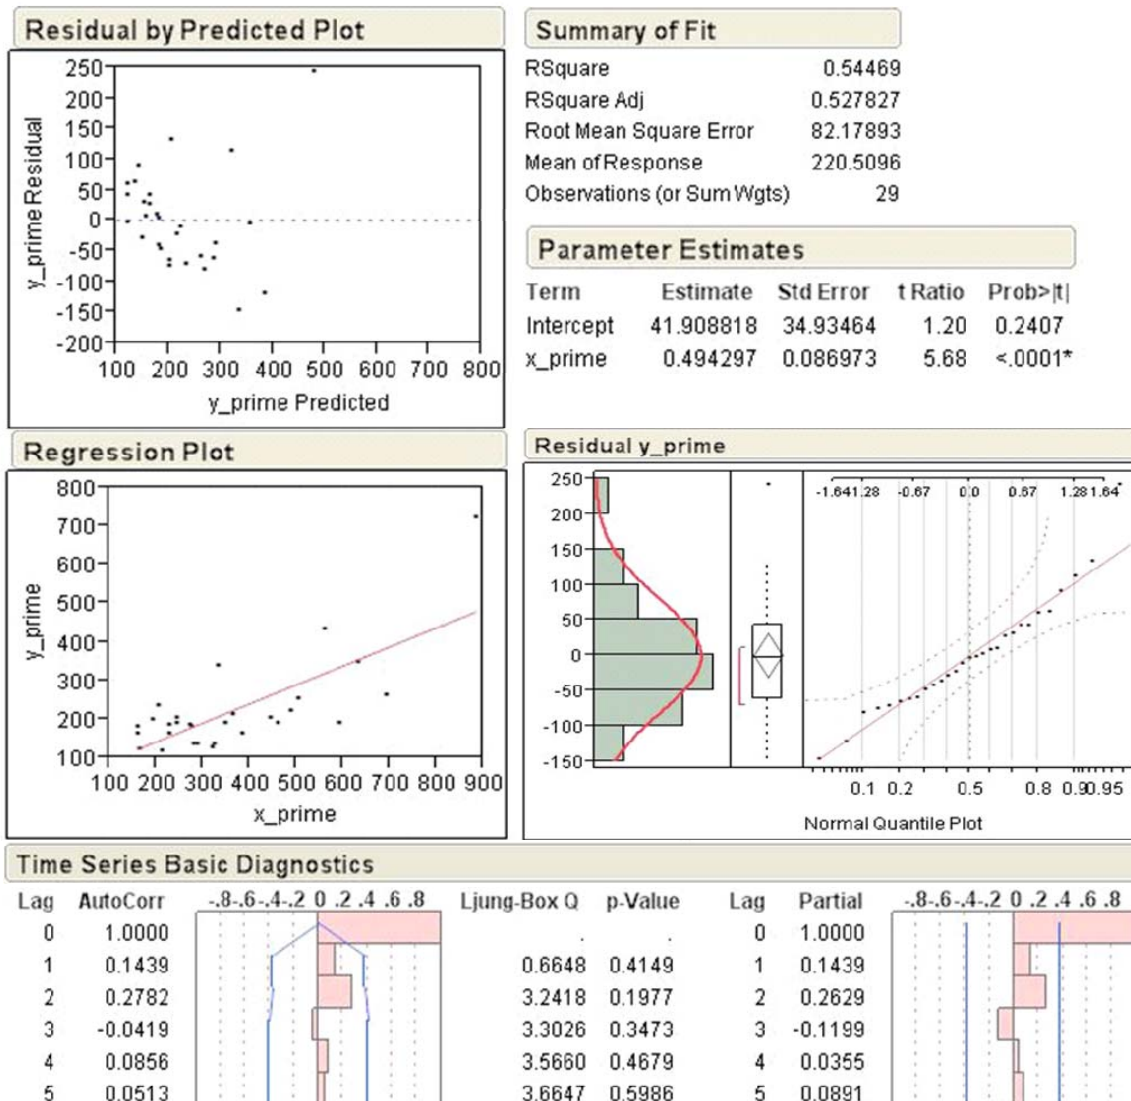 Residual by Predicted Plot
250
200
150
100
50
0
-50
-100
-150
-200
y_prime Residual
100 200 300 400 500 600 700 800
y_prime Predicted
Summary of Fit
RSquare 0.54469
RSquare Adj 0.527827
Root Mean Square Error 82.17893
Mean of Response 220.5096
Observations (or Sum Wgts) 29
Parameter Estimates
Term Estimate Std Error t Ratio Prob>|t|
Intercept 41.908818 34.93464 1.20 0.2407
x_prime 0.494297 0.086973 5.68 <.0001*
Regression Plot
800
700
600
500
400
300
200
100
y_prime
100 200 300 400 500 600 700 800 900
x_prime
Residual y_prime
250
200
150
100
50
0
-50
-100
-150
-1.641.28 -0.67 0.0 0.67 1.281.64
0.1 0.2 0.5 0.8 0.90.95
Normal Quantile Plot
Time Series Basic Diagnostics
Lag AutoCorr -.8-.6-.4-.2 0 .2 .4 .6 .8 Ljung-Box Q p-Value Lag Partial -.8-.6-.4-.2 0 .2 .4 .6 .8
0 1.0000 . . 0 1.0000
1 0.1439 0.6648 0.4149 1 0.1439
2 0.2782 3.2418 0.1977 2 0.2629
3 -0.0419 3.3026 0.3473 3 -0.1199
4 0.0856 3.5660 0.4679 4 0.0355
5 0.0513 3.6647 0.5986 5 0.0891